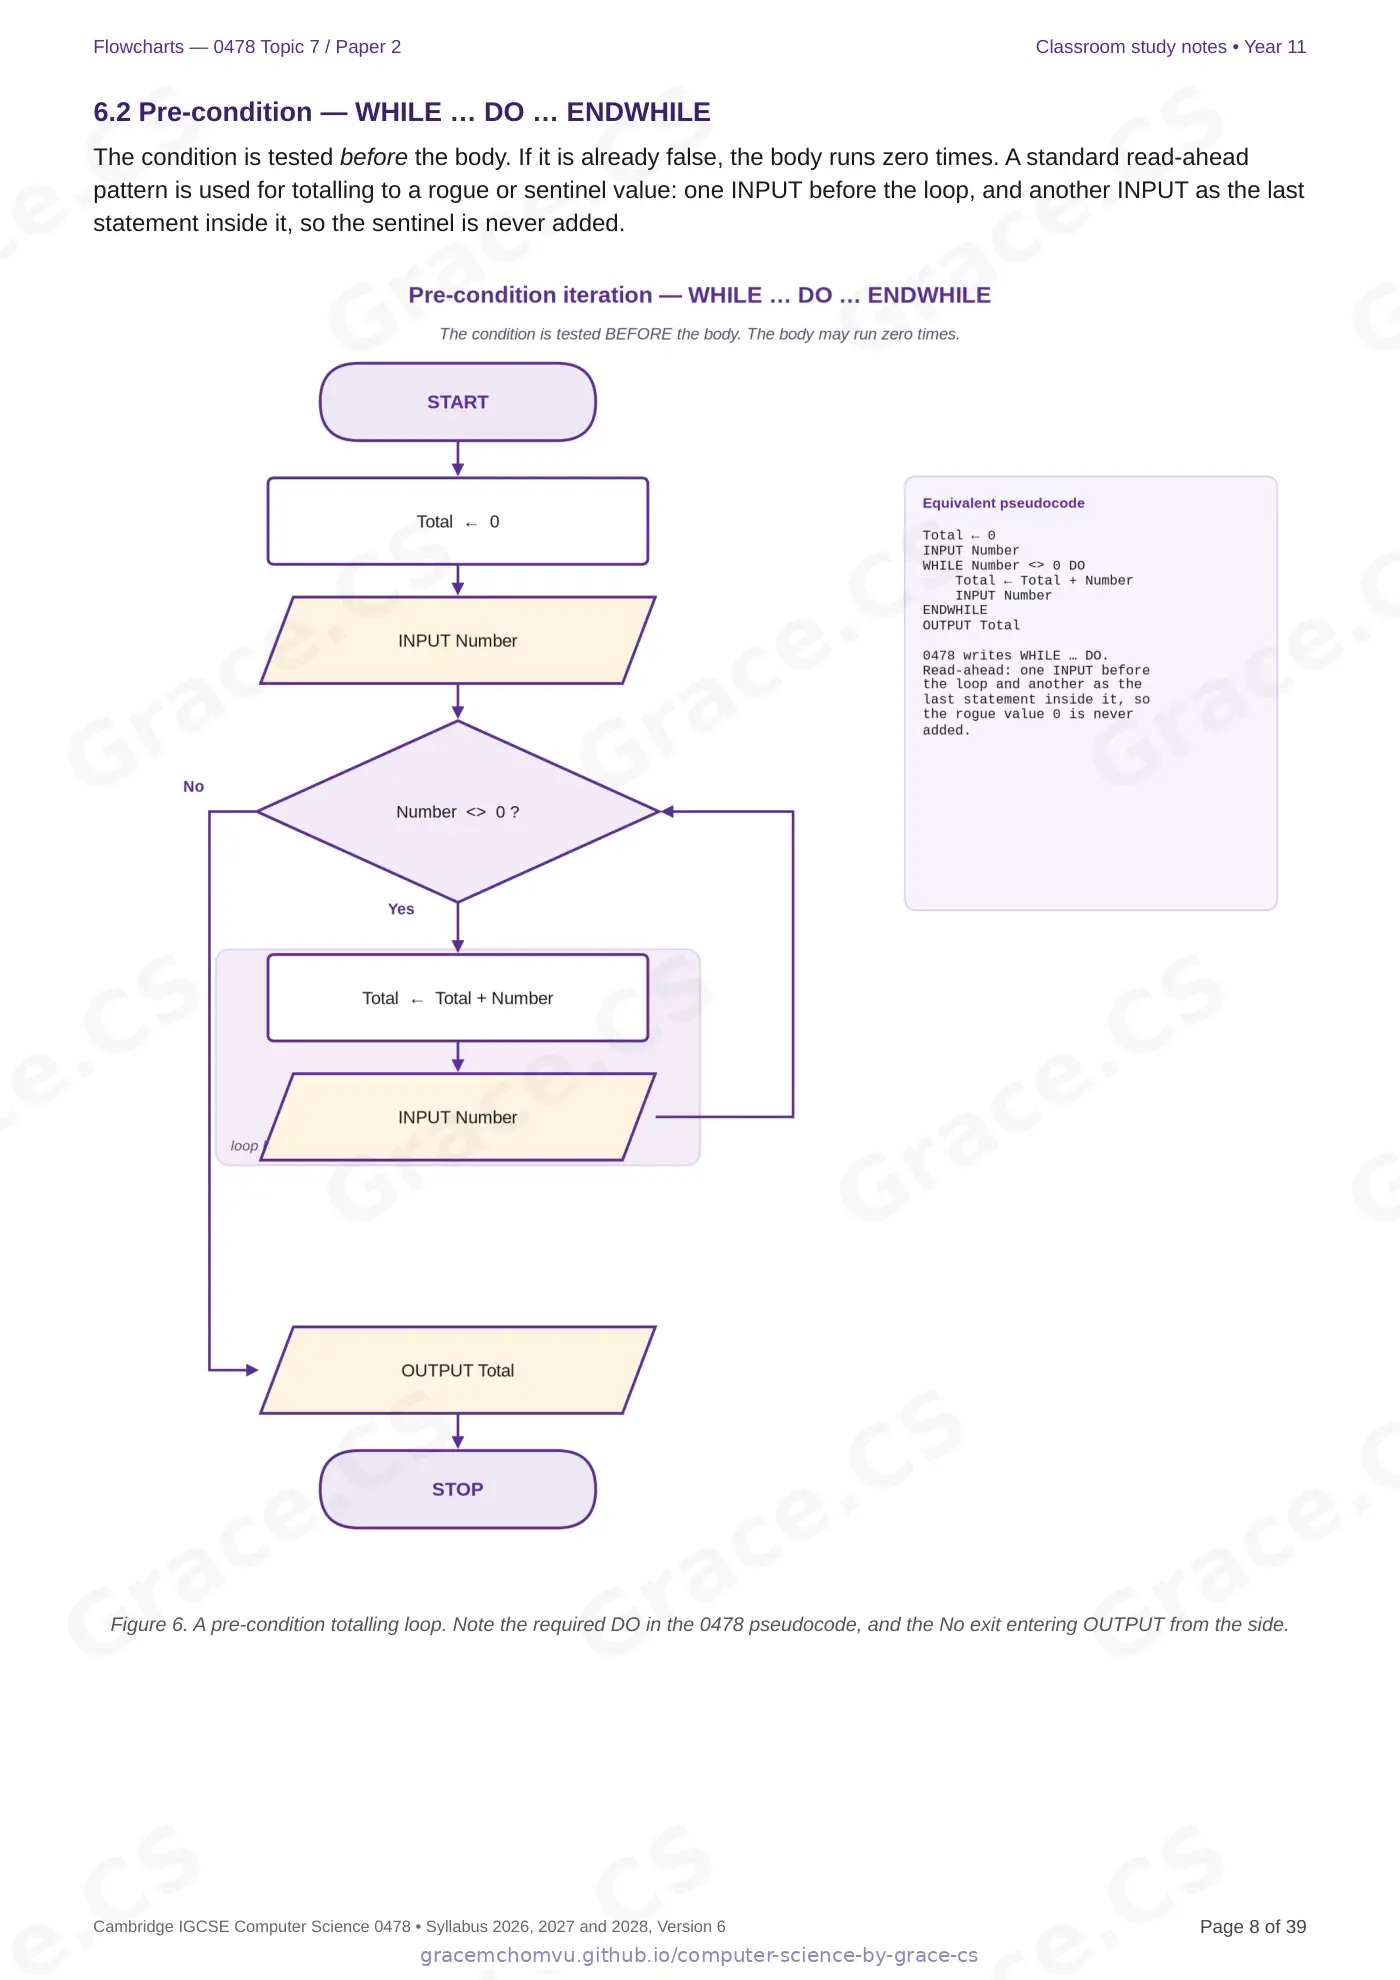 Flowcharts — 0478 Topic 7 / Paper 2
Classroom study notes • Year 11
6.2 Pre-condition — WHILE … DO … ENDWHILE
The condition is tested before the body. If it is already false, the body runs zero times. A standard read-ahead
pattern is used for totalling to a rogue or sentinel value: one INPUT before the loop, and another INPUT as the last
statement inside it, so the sentinel is never added.
Pre-condition iteration — WHILE … DO … ENDWHILE
The condition is tested BEFORE the body. The body may run zero times.
START
Total ← 0
INPUT Number
Number <> 0 ?
No
Yes
Total ← Total + Number
INPUT Number
loop
OUTPUT Total
STOP
Equivalent pseudocode
Total ← 0
INPUT Number
WHILE Number <> 0 DO
    Total ← Total + Number
    INPUT Number
ENDWHILE
OUTPUT Total
0478 writes WHILE … DO.
Read-ahead: one INPUT before
the loop and another as the
last statement inside it, so
the rogue value 0 is never
added.
Figure 6. A pre-condition totalling loop. Note the required DO in the 0478 pseudocode, and the No exit entering OUTPUT from the side.
Cambridge IGCSE Computer Science 0478 • Syllabus 2026, 2027 and 2028, Version 6
Page 8 of 39
gracemchomvu.github.io/computer-science-by-grace-cs
Grace.CS